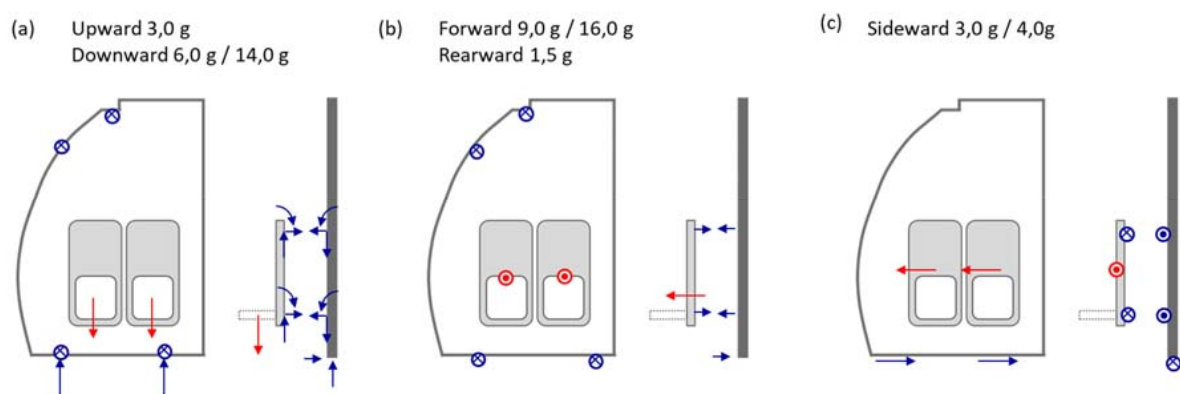 (a) Upward 3,0 g
Downward 6,0 g / 14,0 g
(b) Forward 9,0 g / 16,0 g
Rearward 1,5 g
(c) Sideward 3,0 g / 4,0g